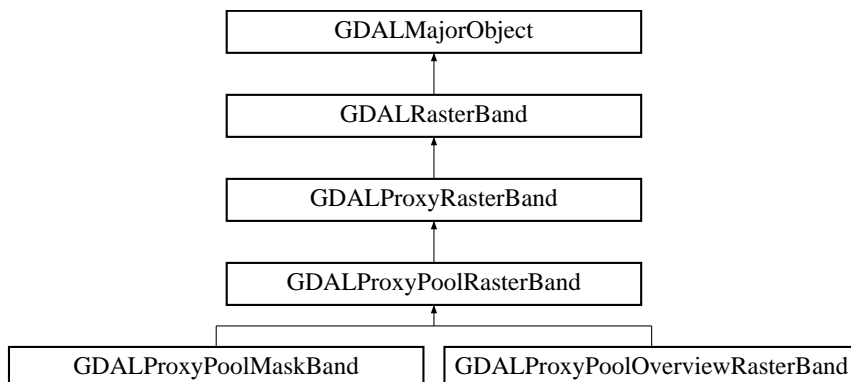 GDALMajorObject
GDALRasterBand
GDALProxyRasterBand
GDALProxyPoolRasterBand
GDALProxyPoolMaskBand
GDALProxyPoolOverviewRasterBand